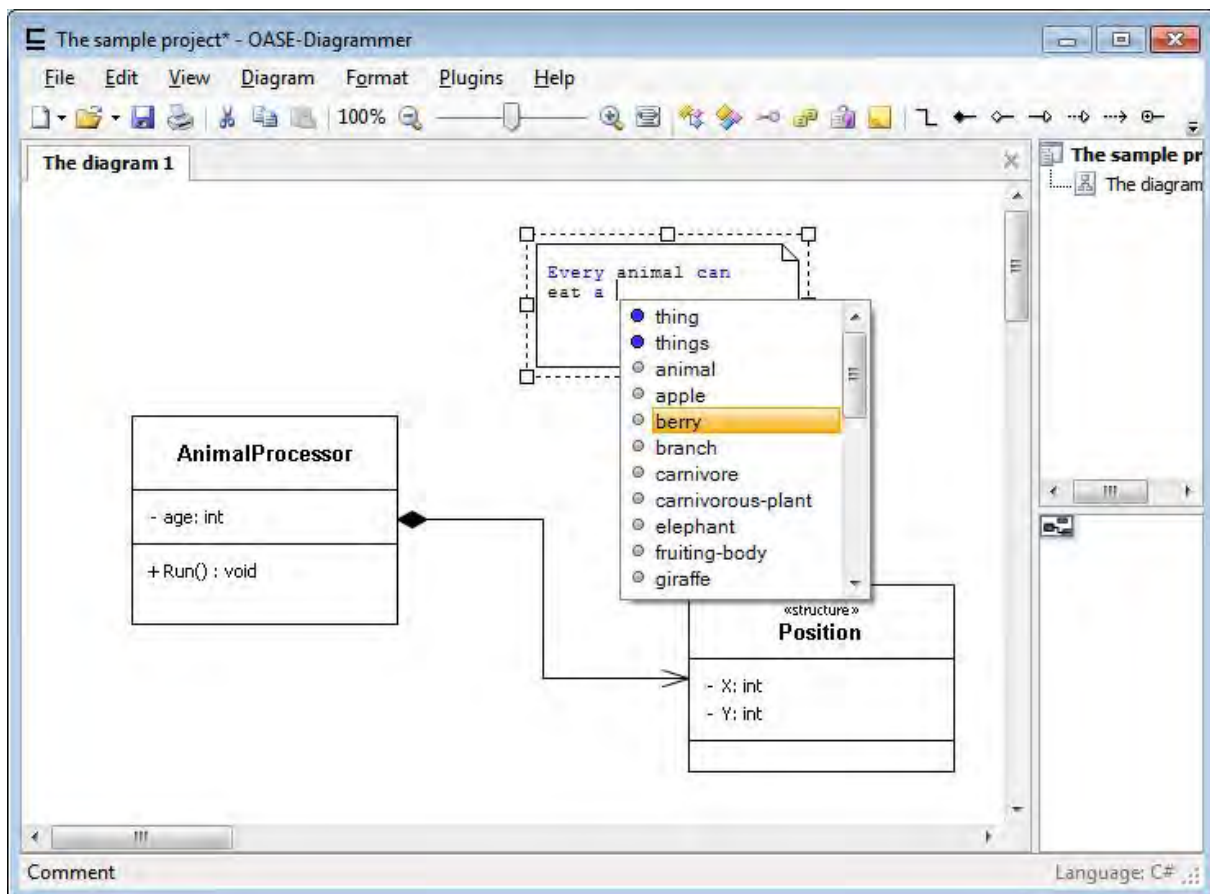 The sample project* - OASE-Diagrammer
File Edit View Diagram Format Plugins Help
100%
The diagram 1
The sample pr
The diagram
Every animal can
eat a
thing
things
animal
apple
berry
branch
carnivore
carnivorous-plant
elephant
fruiting-body
giraffe
AnimalProcessor
- age: int
+ Run() : void
«structure»
Position
- X: int
- Y: int
Comment
Language: C#